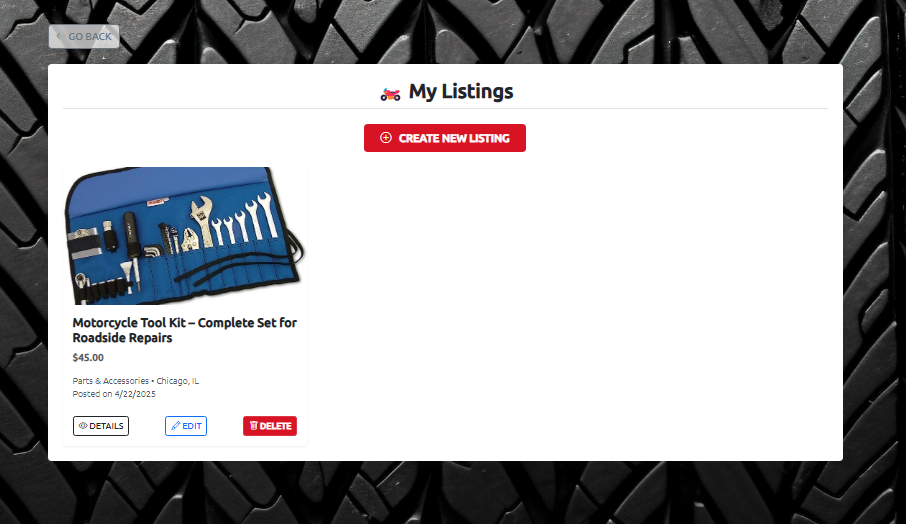 GO BACK
My Listings
CREATE NEW LISTING
Motorcycle Tool Kit – Complete Set for
Roadside Repairs
$45.00
Parts & Accessories • Chicago, IL
Posted on 4/22/2025
DETAILS
EDIT
DELETE